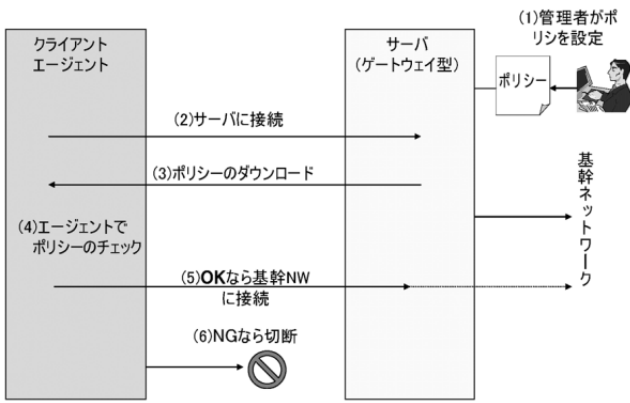 (1)管理者がポ
リシを設定
クライアント
エージェント
サーバ
(ゲートウェイ型)
ポリシー
(2)サーバに接続
(3)ポリシーのダウンロード
基幹ネットワーク
(4)エージェントで
ポリシーのチェック
(5)OKなら基幹NW
に接続
(6)NGなら切断